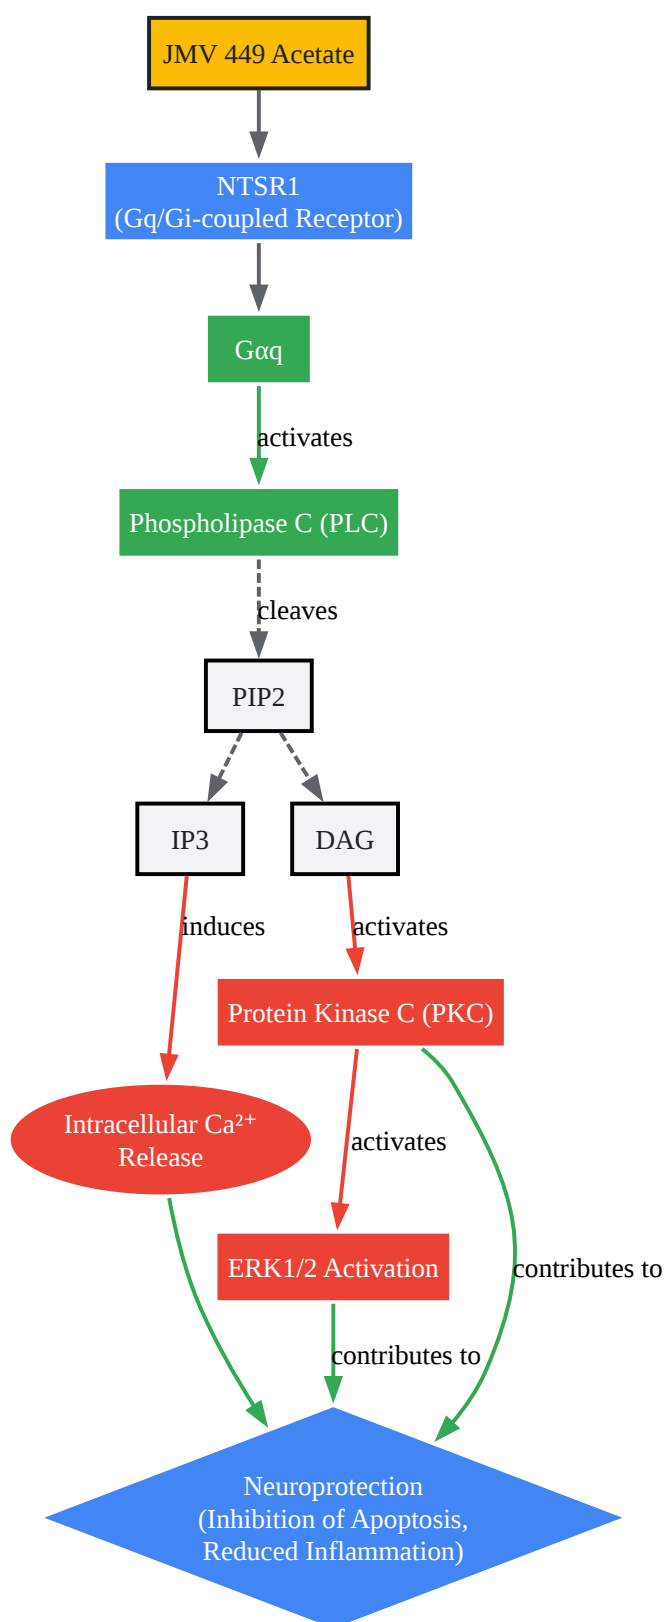 JMV 449 Acetate
NTSR1
(Gq/Gi-coupled Receptor)
Gαq
activates
Phospholipase C (PLC)
cleaves
PIP2
IP3
DAG
induces
activates
Protein Kinase C (PKC)
Intracellular Ca²⁺
Release
activates
ERK1/2 Activation
contributes to
contributes to
Neuroprotection
(Inhibition of Apoptosis,
Reduced Inflammation)